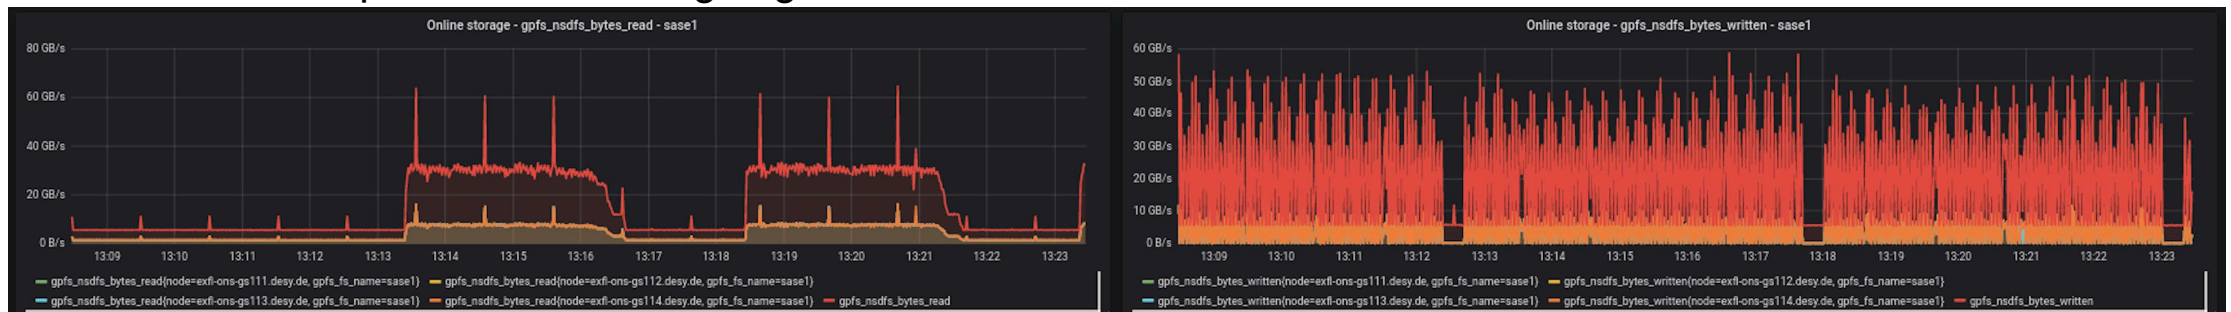 Online storage - gpfs_nsdfs_bytes_read - sase1
80 GB/s
60 GB/s
40 GB/s
20 GB/s
0 B/s
13:09 13:10 13:11 13:12 13:13 13:14 13:15 13:16 13:17 13:18 13:19 13:20 13:21 13:22 13:23
gpfs_nsdfs_bytes_read{node=exfl-ons-gs111.desy.de, gpfs_fs_name=sase1} gpfs_nsdfs_bytes_read{node=exfl-ons-gs112.desy.de, gpfs_fs_name=sase1}
gpfs_nsdfs_bytes_read{node=exfl-ons-gs113.desy.de, gpfs_fs_name=sase1} gpfs_nsdfs_bytes_read{node=exfl-ons-gs114.desy.de, gpfs_fs_name=sase1} gpfs_nsdfs_bytes_read
Online storage - gpfs_nsdfs_bytes_written - sase1
60 GB/s
50 GB/s
40 GB/s
30 GB/s
20 GB/s
10 GB/s
0 B/s
13:09 13:10 13:11 13:12 13:13 13:14 13:15 13:16 13:17 13:18 13:19 13:20 13:21 13:22 13:23
gpfs_nsdfs_bytes_written{node=exfl-ons-gs111.desy.de, gpfs_fs_name=sase1} gpfs_nsdfs_bytes_written{node=exfl-ons-gs112.desy.de, gpfs_fs_name=sase1}
gpfs_nsdfs_bytes_written{node=exfl-ons-gs113.desy.de, gpfs_fs_name=sase1} gpfs_nsdfs_bytes_written{node=exfl-ons-gs114.desy.de, gpfs_fs_name=sase1} gpfs_nsdfs_bytes_written